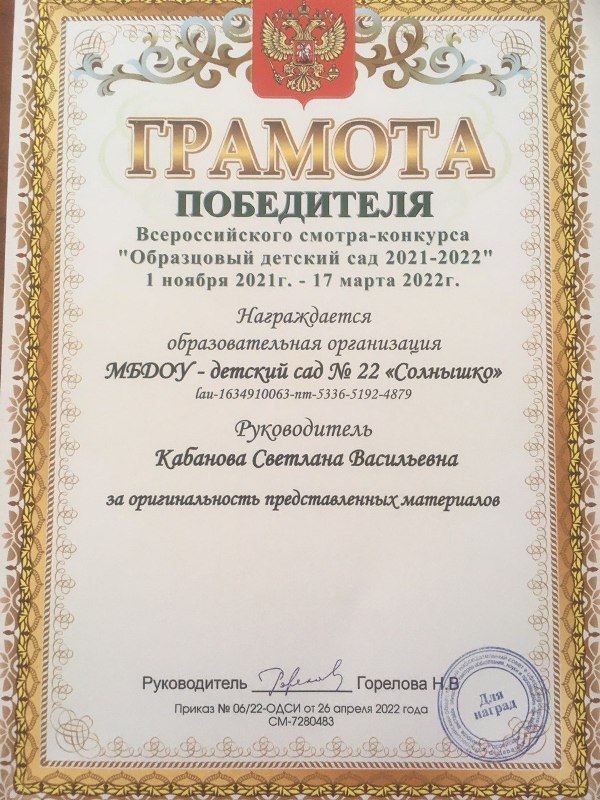 ГРАМОТА
ПОБЕДИТЕЛЯ
Всероссийского смотра-конкурса
"Образцовый детский сад 2021-2022"
1 ноября 2021г. - 17 марта 2022г.
Награждается
образовательная организация
МБДОУ - детский сад № 22 «Солнышко»
lau-1634910063-nm-5336-5192-4879
Руководитель
Кабанова Светлана Васильевна
за оригинальность представленных материалов
Руководитель Горелова Н.В
Приказ № 06/22-ОДСИ от 26 апреля 2022 года
СМ-7280483
Для
наград